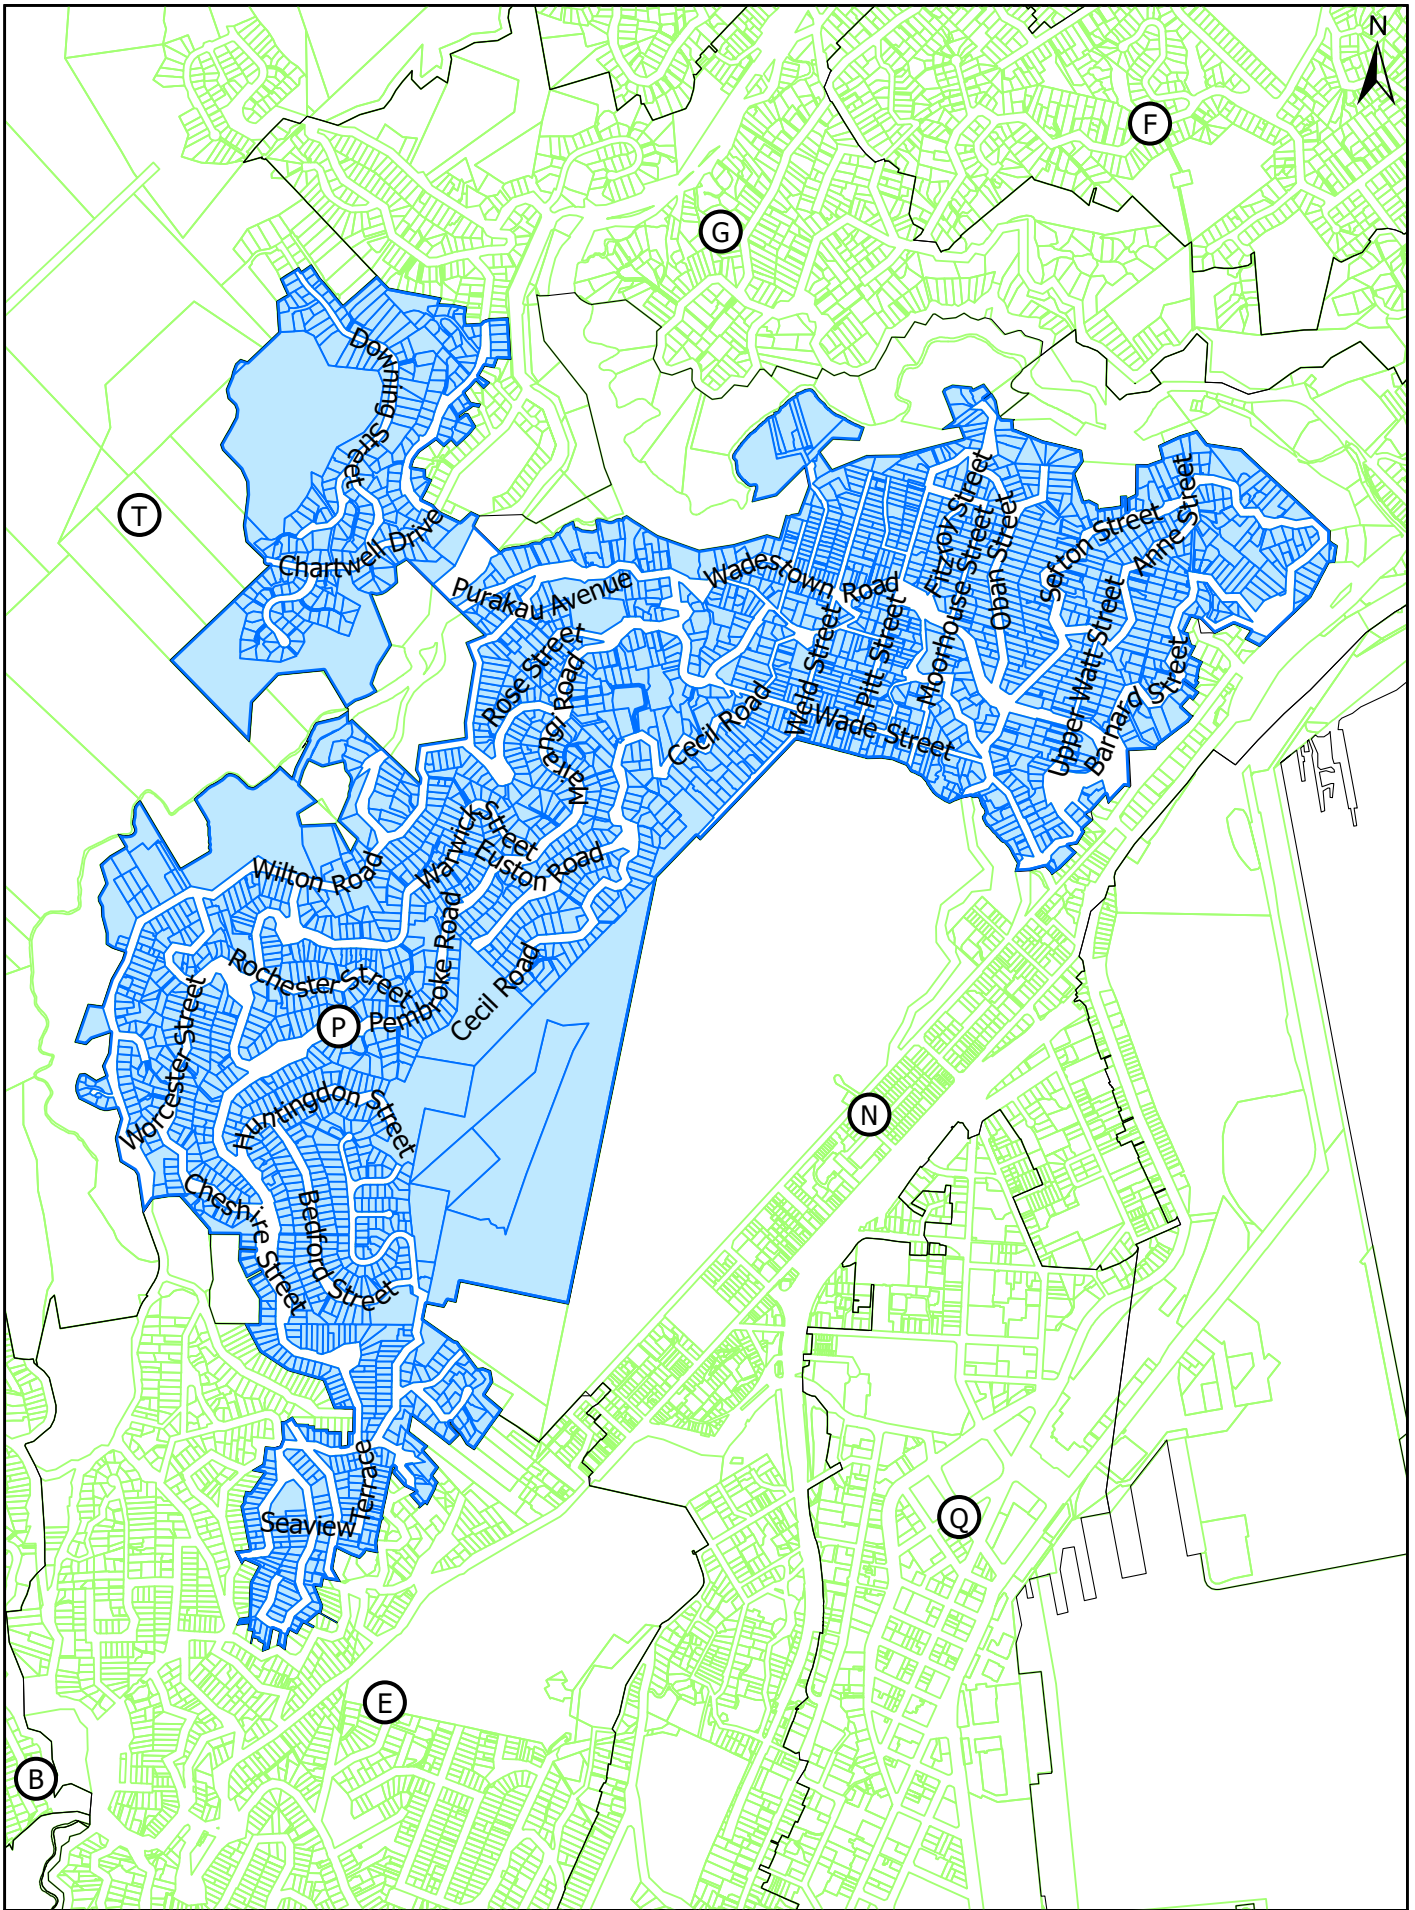 N
F
G
Downing Street
T
Chartwell Drive
Purakau Avenue
Wadestown Road
Fitzroy Street
Moorhouse Street
Oban Street
Sefton Street
Anne Street
Rose Street
Mairengi Road
Weld Street
Pitt Street
Upper Watt Street
Barnard Street
Cecil Road
Wade Street
Warwick Street
Euston Road
Wilton Road
Pembroke Road
Rochester Street
Cecil Road
Worcester Street
P
Huntingdon Street
N
Cheshire Street
Bedford Street
Seaview Terrace
Q
E
B